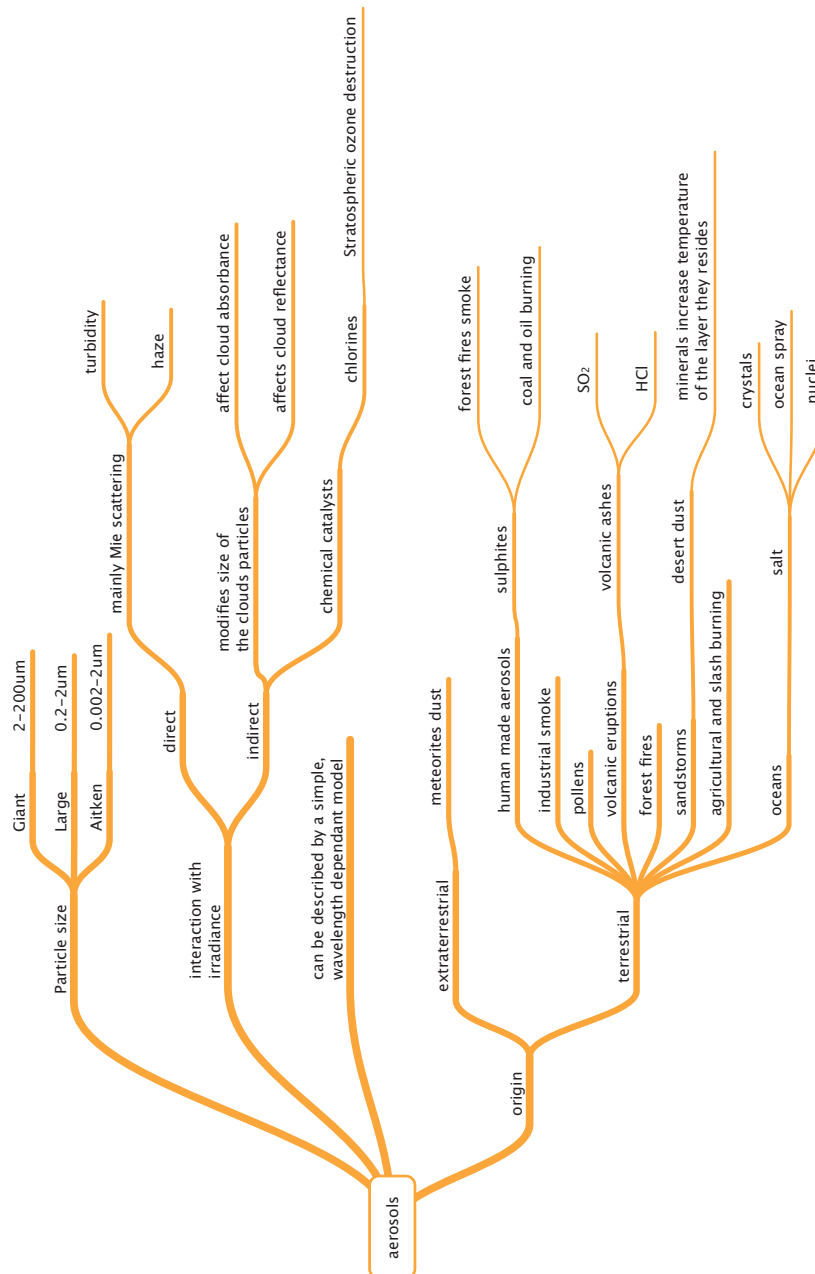 aerosols
Particle size
Giant
2-200um
Large
0.2-2um
Aitken
0.002-2um
interaction with
irradiance
direct
mainly Mie scattering
turbidity
haze
indirect
modifies size of
the clouds particles
affect cloud absorbance
affects cloud reflectance
chemical catalysts
chlorines
Stratospheric ozone destruction
can be described by a simple,
wavelength dependant model
origin
extraterrestrial
meteorites dust
terrestrial
human made aerosols
sulphites
forest fires smoke
coal and oil burning
industrial smoke
pollens
volcanic eruptions
volcanic ashes
SO₂
HCl
forest fires
sandstorms
desert dust
minerals increase temperature
of the layer they resides
agricultural and slash burning
oceans
salt
crystals
ocean spray
nuclei